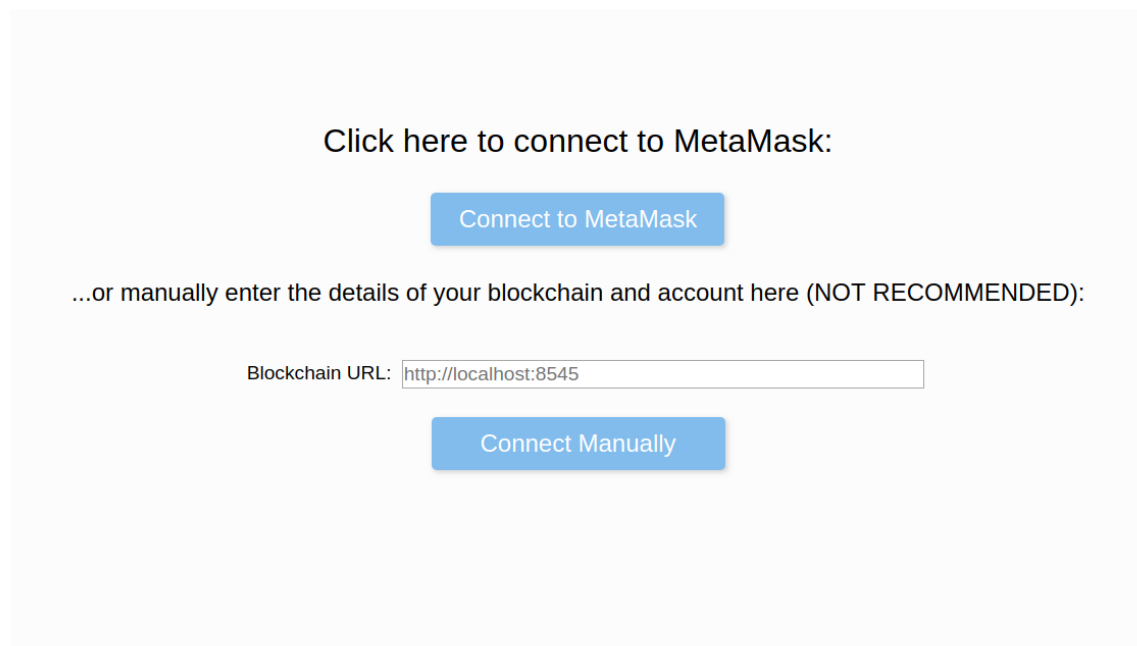 Click here to connect to MetaMask:
Connect to MetaMask
...or manually enter the details of your blockchain and account here (NOT RECOMMENDED):
Blockchain URL: http://localhost:8545
Connect Manually